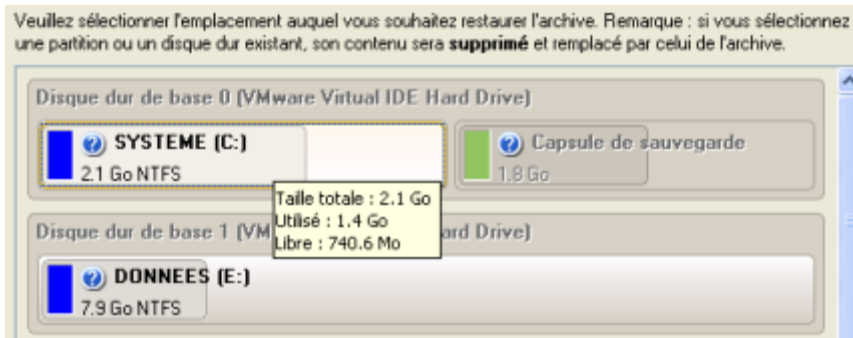 Veuillez sélectionner l'emplacement auquel vous souhaitez restaurer l'archive. Remarque : si vous sélectionnez
une partition ou un disque dur existant, son contenu sera supprimé et remplacé par celui de l'archive.
Disque dur de base 0 (VMware Virtual IDE Hard Drive)
SYSTEME (C:)
2.1 Go NTFS
Capsule de sauvegarde
1.8 Go
Taille totale : 2.1 Go
Utilisé : 1.4 Go
Libre : 740.6 Mo
Disque dur de base 1 (VM ard Drive)
DONNEES (E:)
7.9 Go NTFS